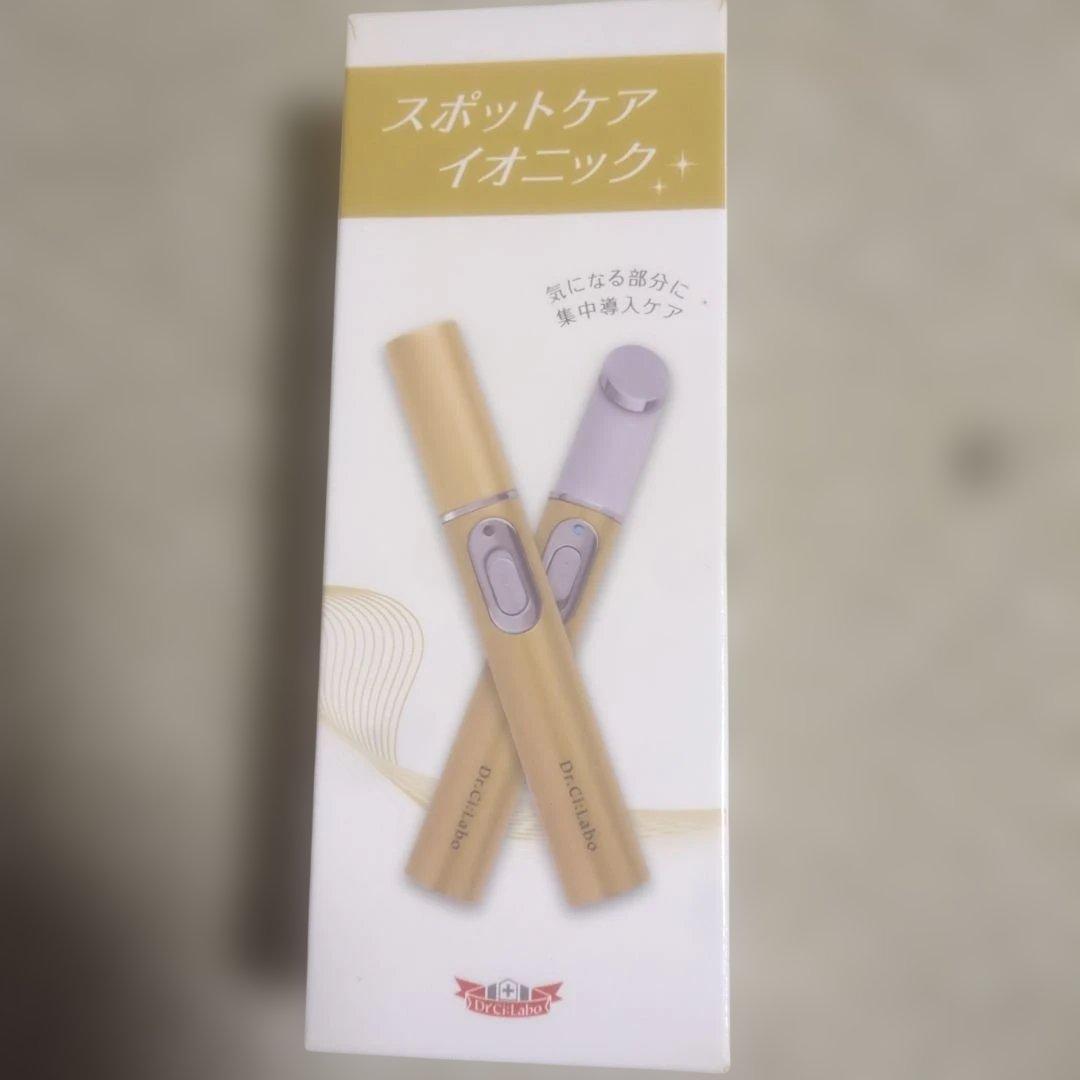 スポットケア
イオニック
気になる部分に
集中導入ケア
Dr.Ci:Labo
Dr.Ci:Labo
Dr.Ci:Labo